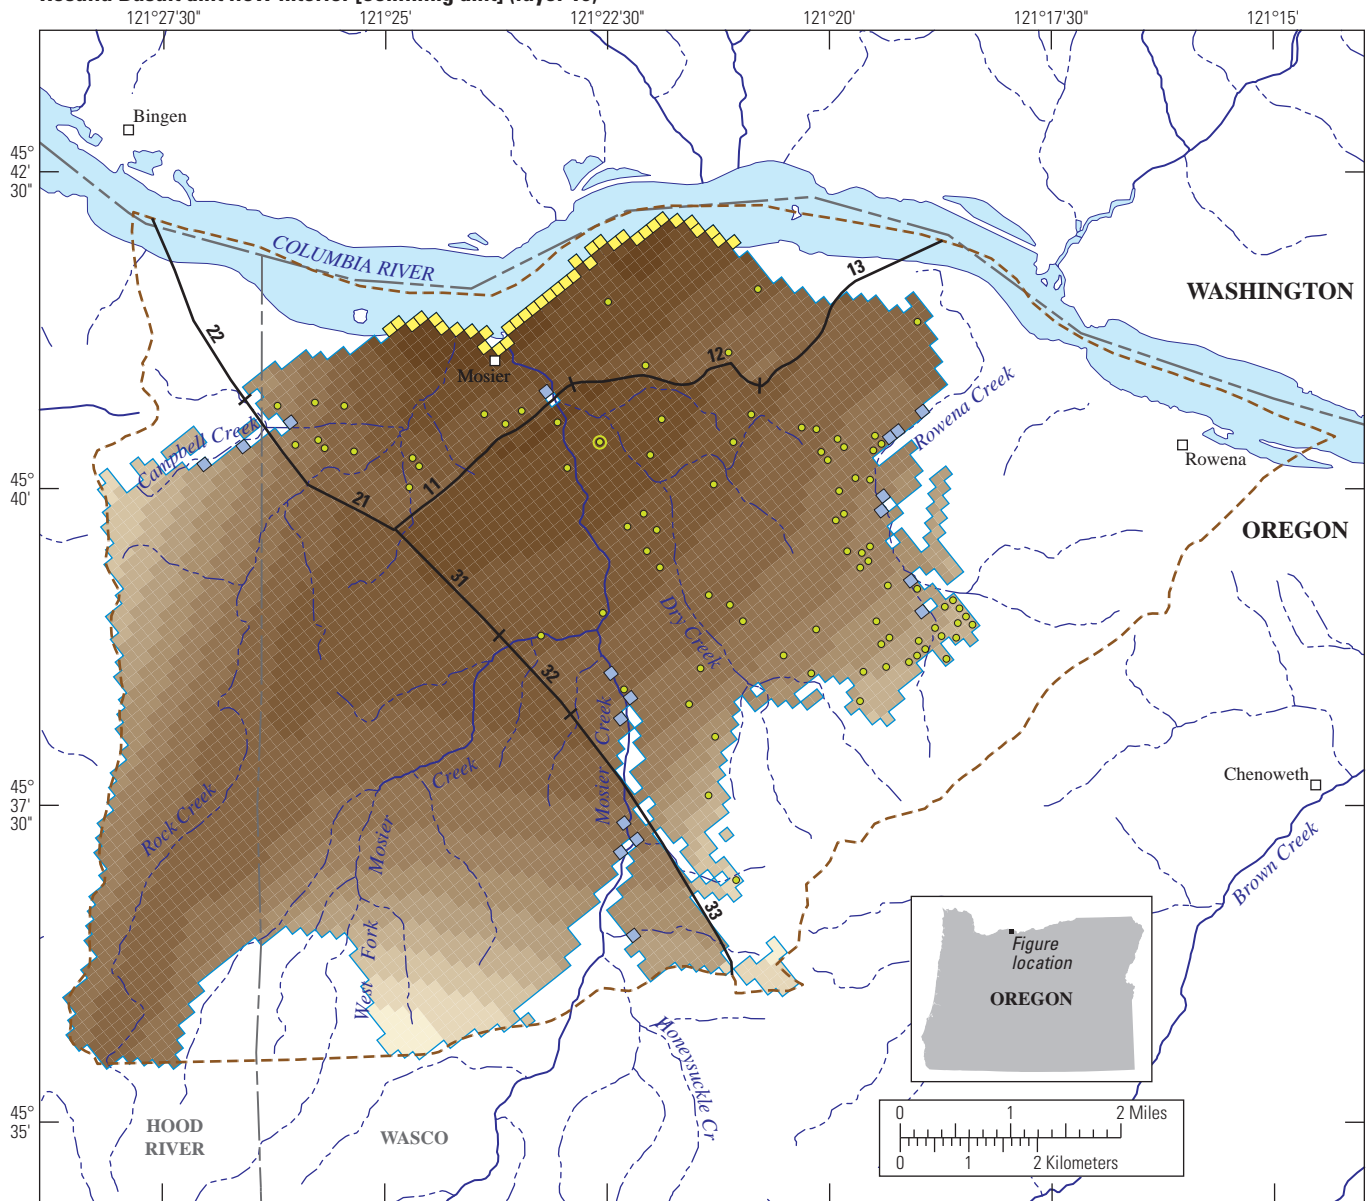 121°27'30"
121°25'
121°22'30"
121°20'
121°17'30"
121°15'
Bingen
45°
42'
30"
COLUMBIA RIVER
13
WASHINGTON
22
12
Mosier
Rowena Creek
Campbell Creek
Rowena
45°
40'
11
21
OREGON
31
Dry Creek
32
Mosier Creek
Creek
Chenoweth
45°
37'
30"
Rock Creek
Mosier
Brown Creek
33
Fork
Figure
location
West
OREGON
Honeysuckle Cr
0 1 2 Miles
45°
35'
HOOD
RIVER
WASCO
0 1 2 Kilometers